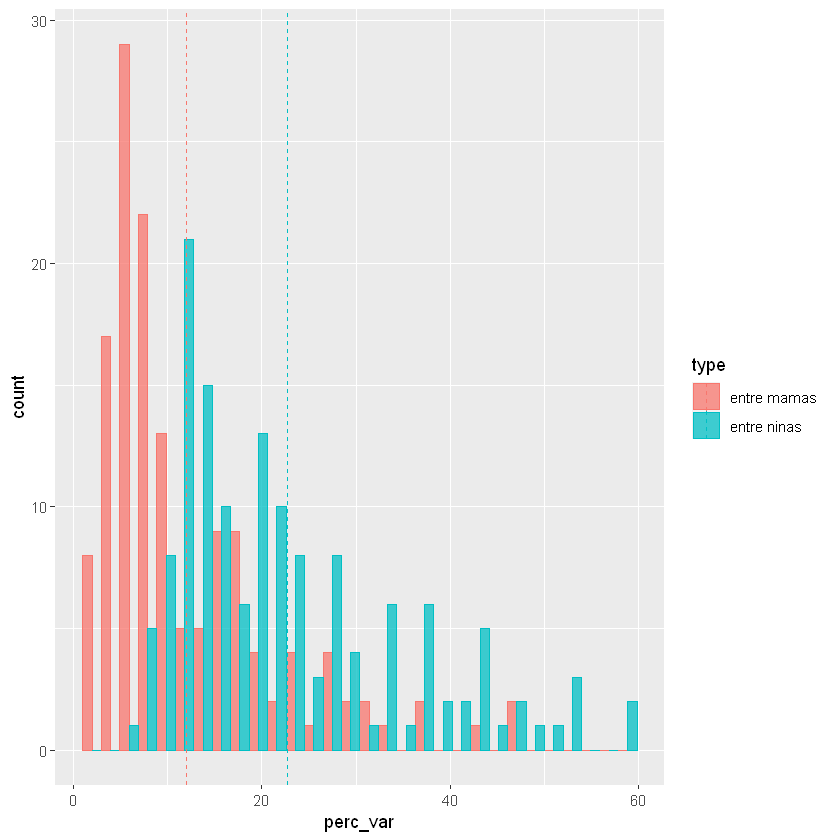 30
20
10
0
count
0 20 40 60
perc_var
type
entre mamas
entre ninas